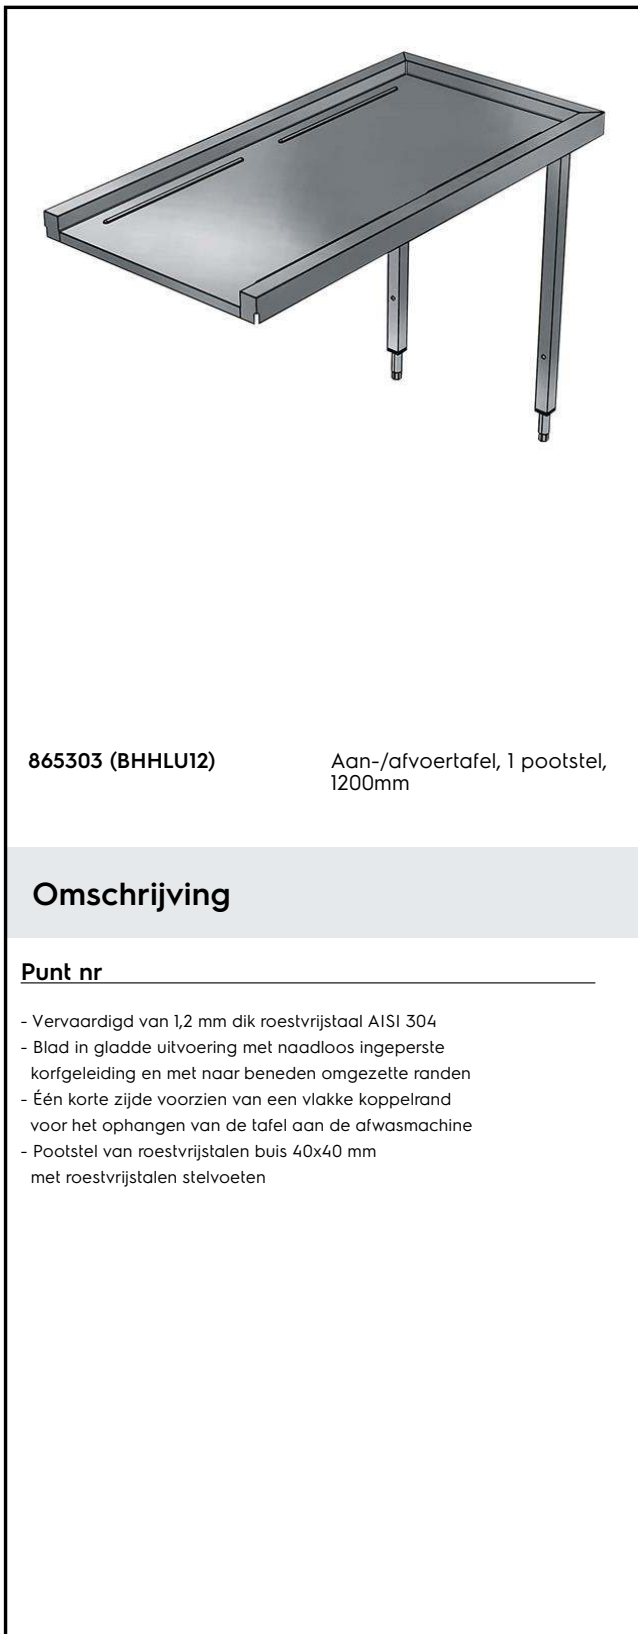 865303 (BHHLU12)
Aan-/afvoertafel, 1 pootstel,
1200mm
Omschrijving
Punt nr
- Vervaardigd van 1,2 mm dik roestvrijstaal AISI 304
- Blad in gladde uitvoering met naadloos ingeperste
korfgeleiding en met naar beneden omgezette randen
- Één korte zijde voorzien van een vlakke koppelrand
voor het ophangen van de tafel aan de afwasmachine
- Pootstel van roestvrijstalen buis 40x40 mm
met roestvrijstalen stelvoeten